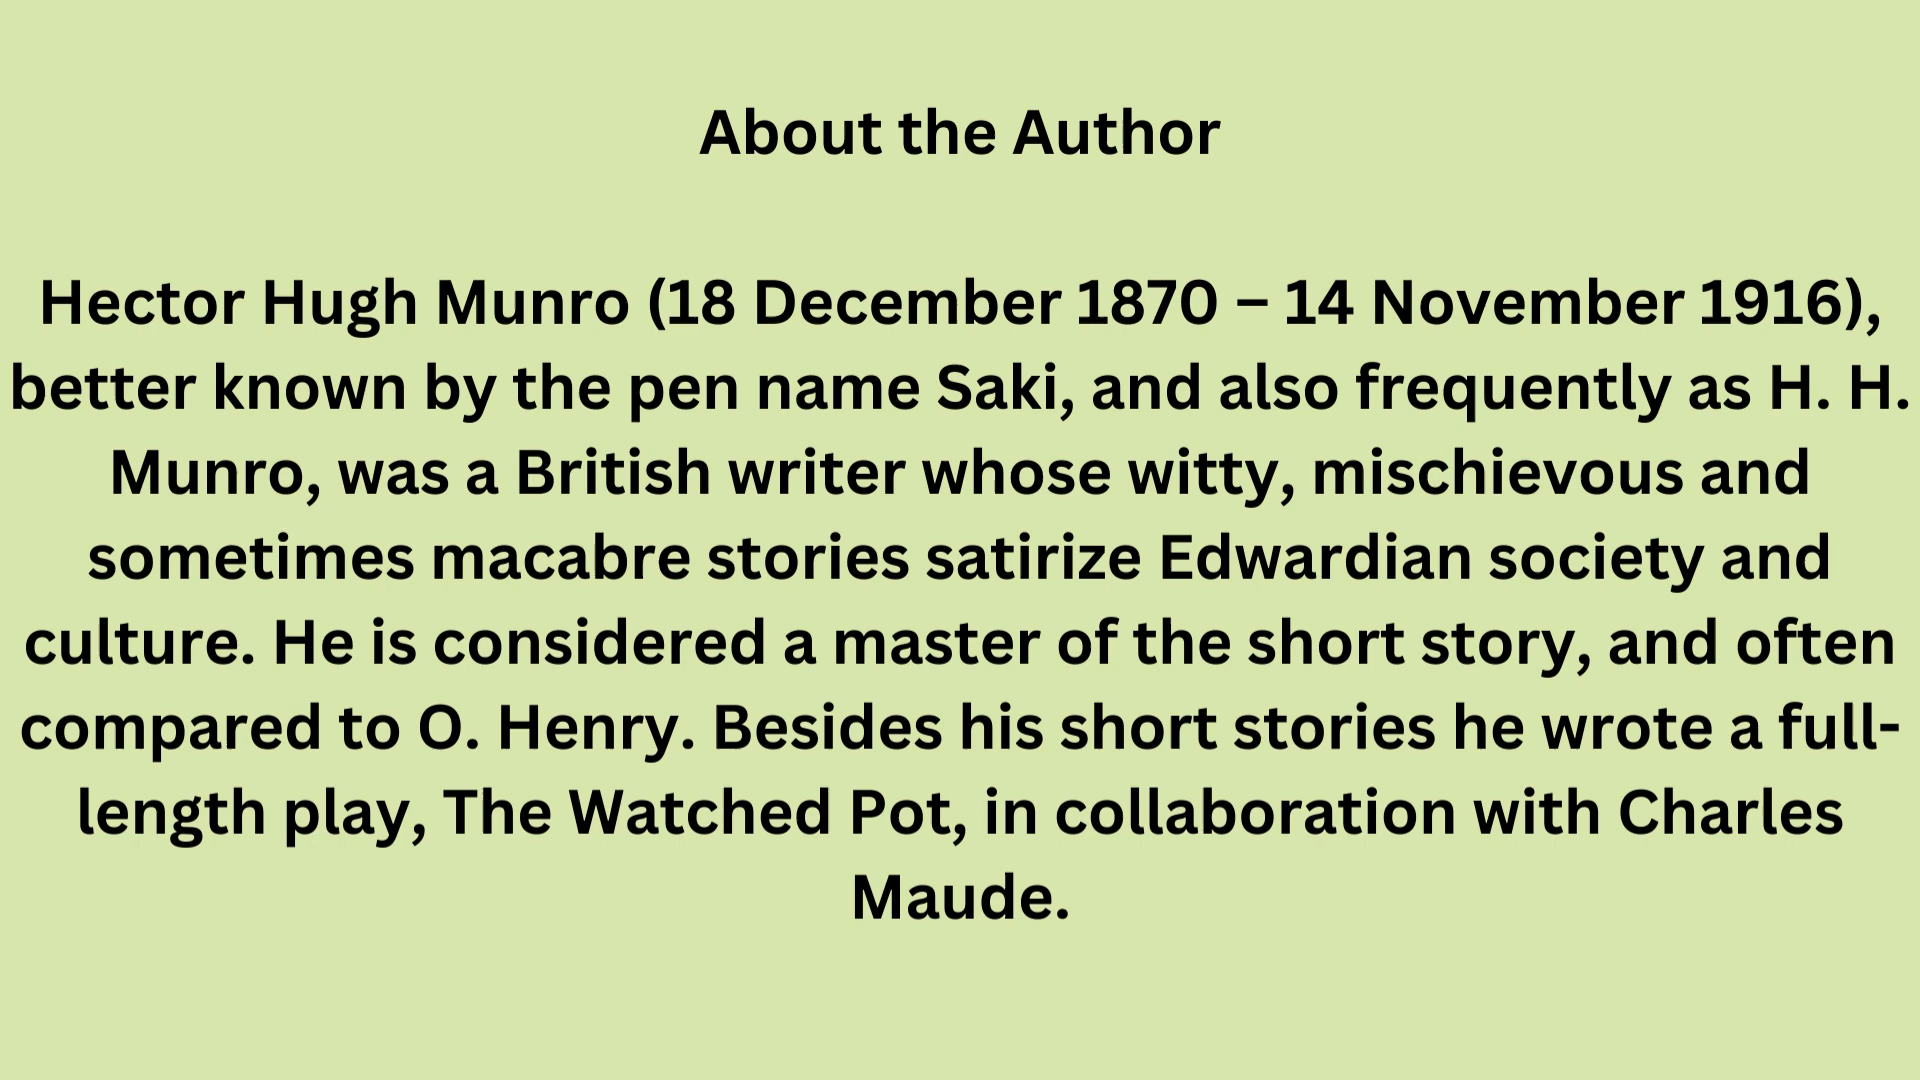 About the Author
Hector Hugh Munro (18 December 1870 – 14 November 1916),
better known by the pen name Saki, and also frequently as H. H.
Munro, was a British writer whose witty, mischievous and
sometimes macabre stories satirize Edwardian society and
culture. He is considered a master of the short story, and often
compared to O. Henry. Besides his short stories he wrote a full-
length play, The Watched Pot, in collaboration with Charles
Maude.